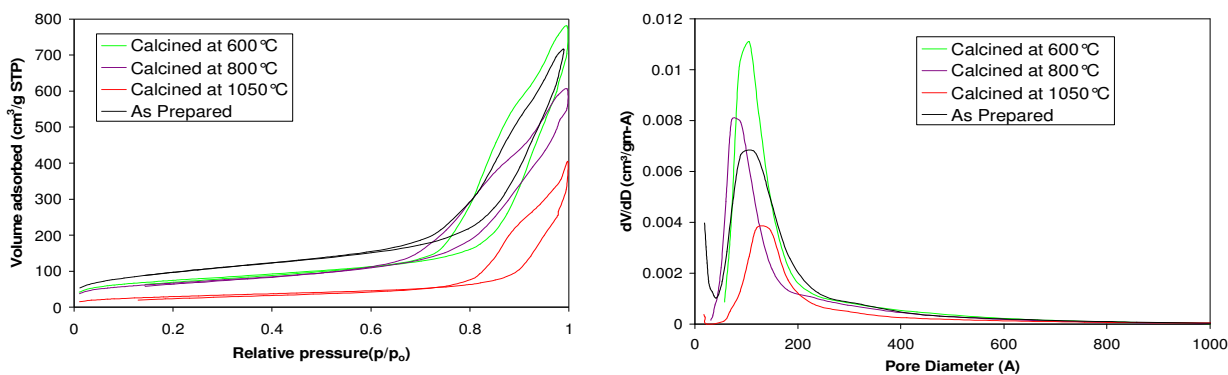 800
700
600
500
400
300
200
100
0
Volume adsorbed (cm³/g STP)
Calcined at 600°C
Calcined at 800°C
Calcined at 1050°C
As Prepared
0 0.2 0.4 0.6 0.8 1
Relative pressure(p/pₒ)
0.012
0.01
0.008
0.006
0.004
0.002
0
dV/dD (cm³/gm-A)
Calcined at 600°C
Calcined at 800°C
Calcined at 1050°C
As Prepared
0 200 400 600 800 1000
Pore Diameter (A)